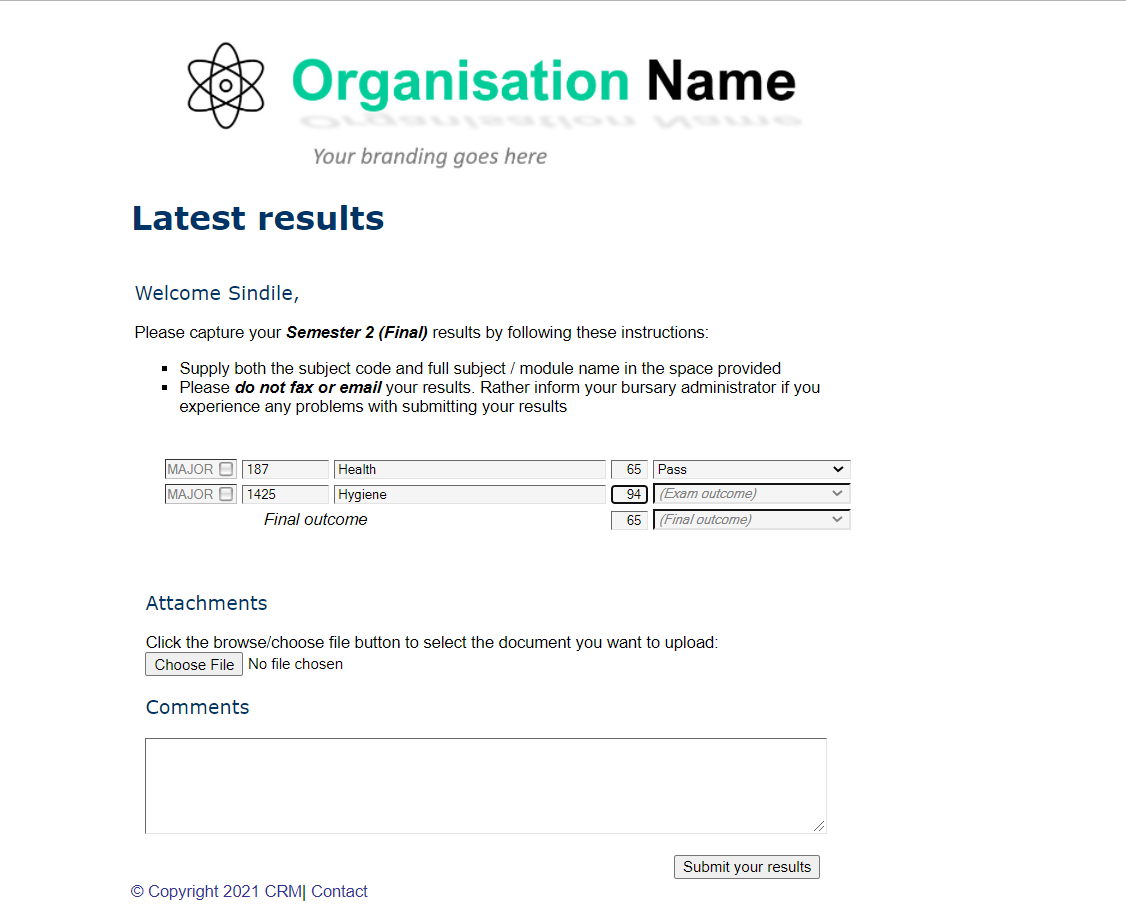 Organisation Name
Your branding goes here
Latest results
Welcome Sindile,
Please capture your Semester 2 (Final) results by following these instructions:
Supply both the subject code and full subject / module name in the space provided
Please do not fax or email your results. Rather inform your bursary administrator if you
experience any problems with submitting your results
MAJOR 187 Health 65 Pass
MAJOR 1425 Hygiene 94 (Exam outcome)
Final outcome 65 (Final outcome)
Attachments
Click the browse/choose file button to select the document you want to upload:
Choose File No file chosen
Comments
Submit your results
© Copyright 2021 CRM| Contact